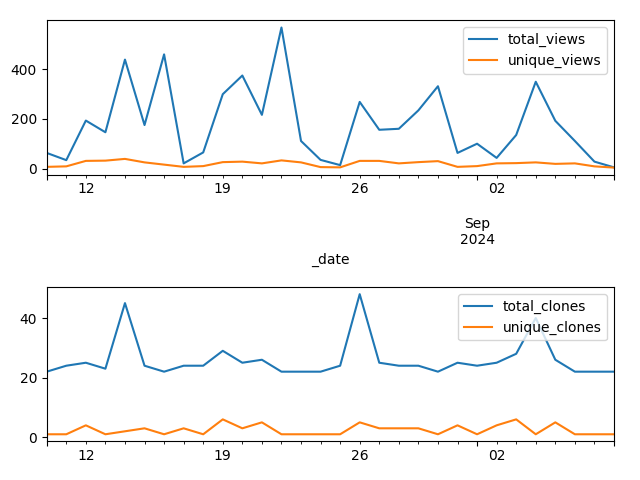 total_views
unique_views
400
200
0
12
19
26
02
Sep
2024
_date
total_clones
unique_clones
40
20
0
12
19
26
02